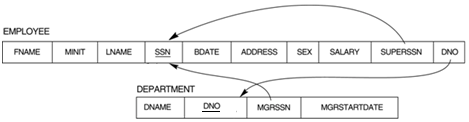 EMPLOYEE
FNAME MINIT LNAME SSN BDATE ADDRESS SEX SALARY SUPERSSN DNO
DEPARTMENT
DNAME DNO MGRSSN MGRSTARTDATE